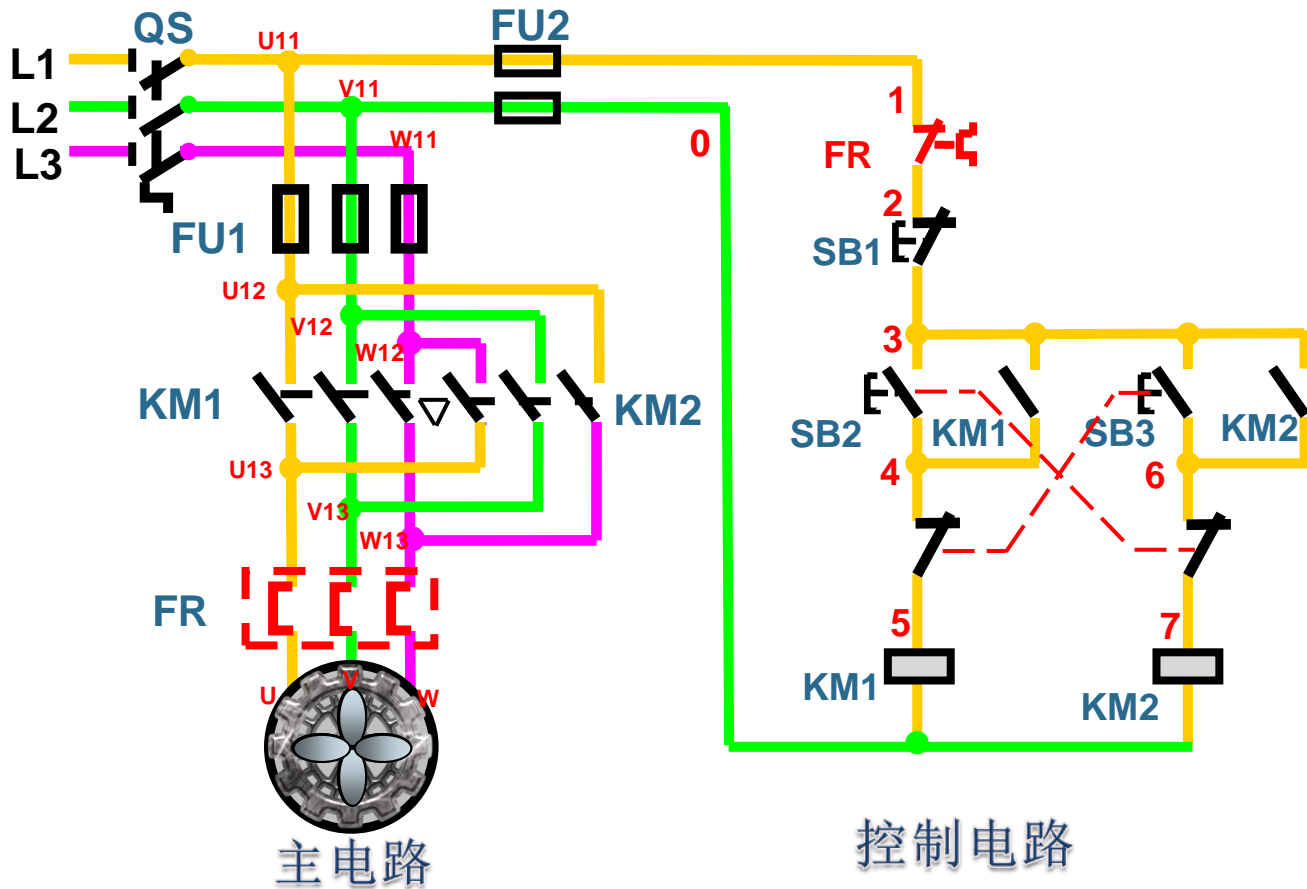 QS
U11
FU2
L1
V11
1
L2
W11
0
L3
FR
2
FU1
SB1
U12
V12
3
W12
KM1
KM2
SB2
KM1
SB3
KM2
U13
4
6
V13
W13
FR
5
7
KM1
KM2
U
V
W
主电路
控制电路